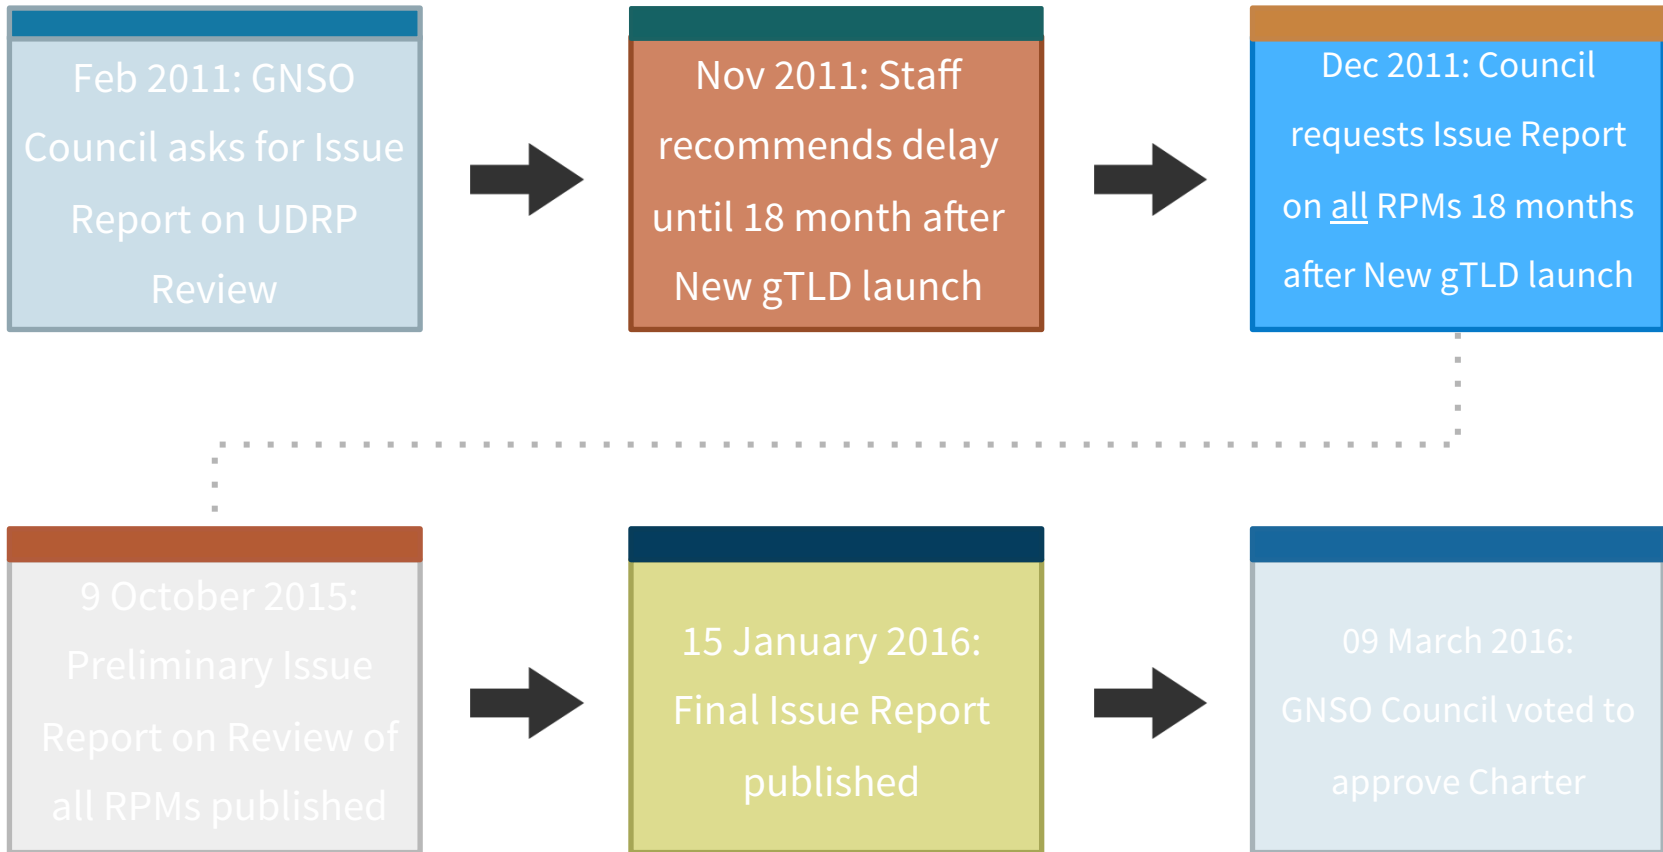 Feb 2011: GNSO
Council asks for Issue
Report on UDRP
Review
Nov 2011: Staff
recommends delay
until 18 month after
New gTLD launch
Dec 2011: Council
requests Issue Report
on all RPMs 18 months
after New gTLD launch
9 October 2015:
Preliminary Issue
Report on Review of
all RPMs published
15 January 2016:
Final Issue Report
published
09 March 2016:
GNSO Council voted to
approve Charter